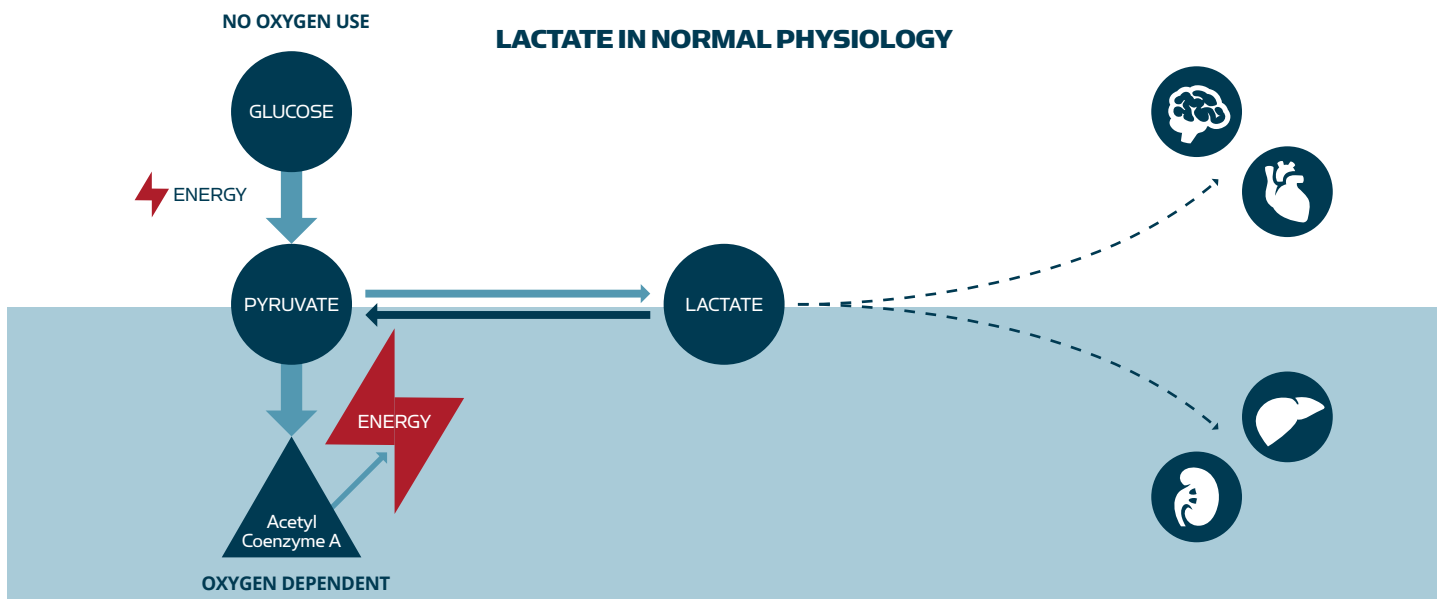 NO OXYGEN USE
LACTATE IN NORMAL PHYSIOLOGY
GLUCOSE
ENERGY
PYRUVATE
LACTATE
ENERGY
Acetyl
Coenzyme A
OXYGEN DEPENDENT